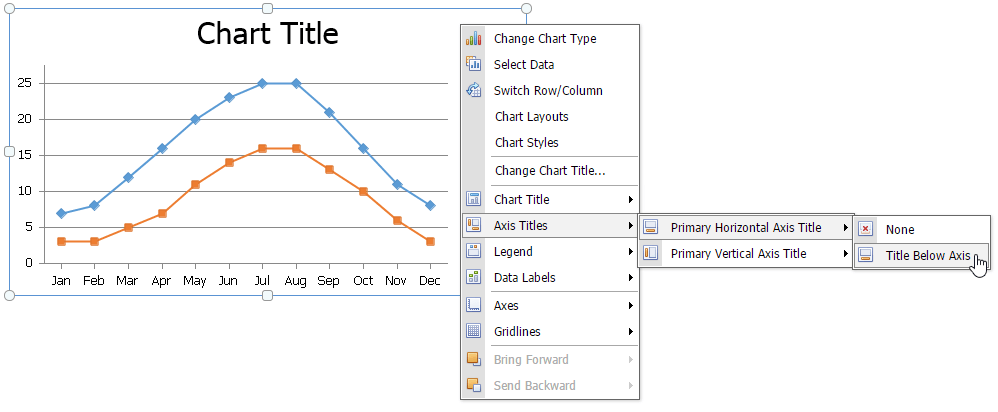 Chart Title
25
20
15
10
5
0
Jan Feb Mar Apr May Jun Jul Aug Sep Oct Nov Dec
Change Chart Type
Select Data
Switch Row/Column
Chart Layouts
Chart Styles
Change Chart Title...
Chart Title
Axis Titles
Legend
Data Labels
Axes
Gridlines
Bring Forward
Send Backward
Primary Horizontal Axis Title
Primary Vertical Axis Title
None
Title Below Axis